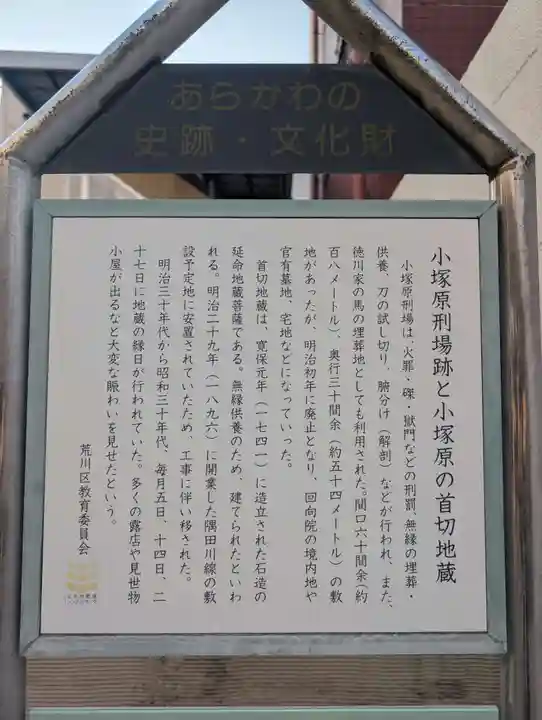 あらかわの
史跡・文化財
小塚原刑場跡と小塚原の首切地蔵
小塚原刑場は、火罪・磔・獄門などの刑罰、無縁の埋葬・
供養、刀の試し切り、腑分け（解剖）などが行われ、また、
徳川家の馬の埋葬地としても利用された。間口六十間余（約
百八メートル）、奥行三十間余（約五十四メートル）の敷
地があったが、明治初年に廃止となり、回向院の境内地や
官有墓地、宅地などになっていった。
首切地蔵は、寛保元年（一七四一）に造立された石造の
延命地蔵菩薩である。無縁供養のため、建てられたといわ
れる。明治二十九年（一八九六）に開業した隅田川線の敷
設予定地に安置されていたため、工事に伴い移された。
明治三十年代から昭和三十年代、毎月五日、十四日、二
十七日に地蔵の縁日が行われていた。多くの露店や見世物
小屋が出るなど大変な賑わいを見せたという。
荒川区教育委員会